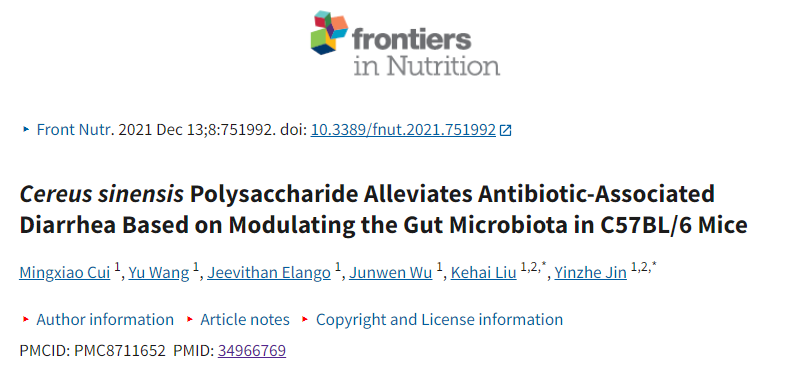 frontiers
in Nutrition
Front Nutr. 2021 Dec 13;8:751992. doi: 10.3389/fnut.2021.751992
Cereus sinensis Polysaccharide Alleviates Antibiotic-Associated
Diarrhea Based on Modulating the Gut Microbiota in C57BL/6 Mice
Mingxiao Cui 1, Yu Wang 1, Jeevithan Elango 1, Junwen Wu 1, Kehai Liu 1,2,*, Yinzhe Jin 1,2,*
Author information Article notes Copyright and License information
PMCID: PMC8711652 PMID: 34966769